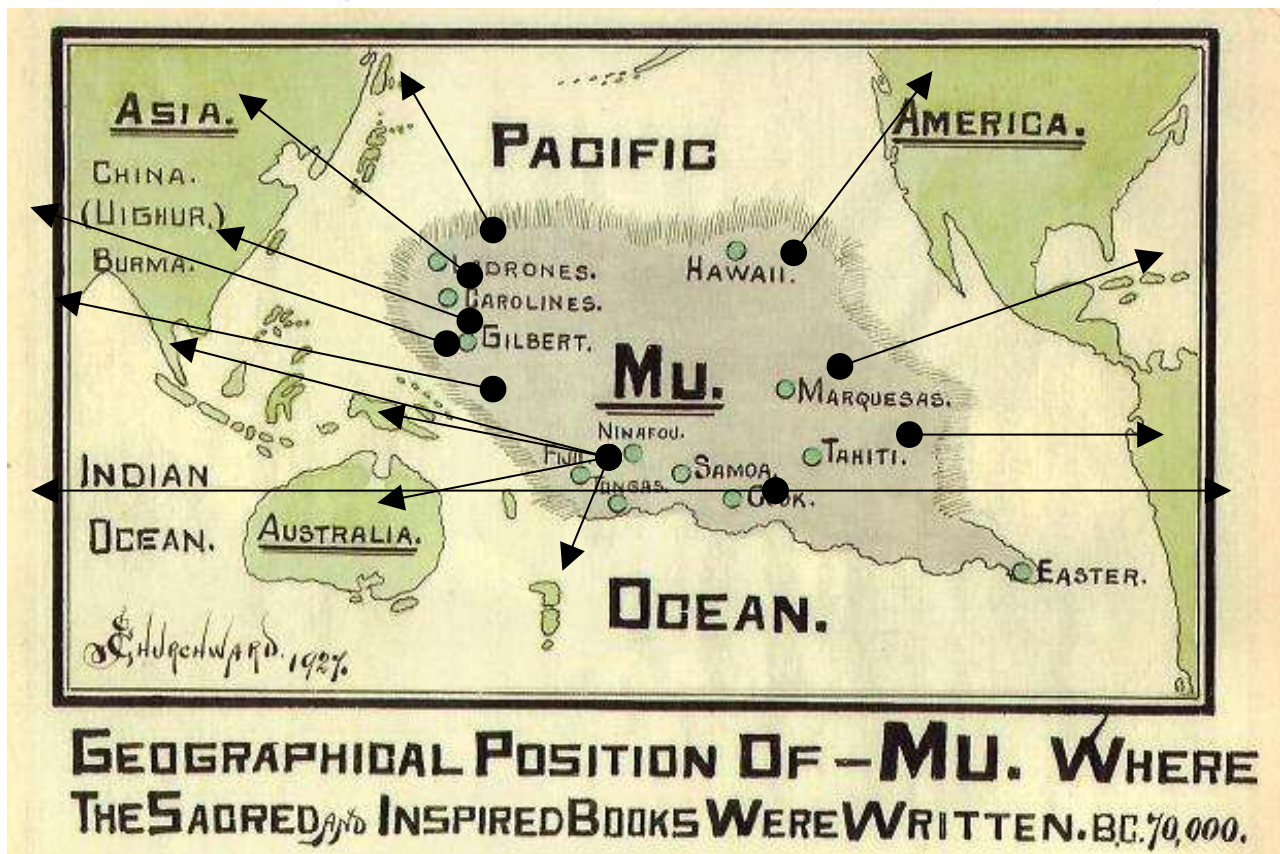 ASIA.
PACIFIC
AMERICA.
CHINA.
(UIGHUR.)
BURMA.
LADRONES.
HAWAII.
CAROLINES.
GILBERT.
MU.
MARQUESAS.
NINAFOU.
FIJI
TAHITI.
SAMOA.
TONGAS.
COOK.
INDIAN
OCEAN.
AUSTRALIA.
EASTER.
OCEAN.
J Churchward. 1927.
GEOGRAPHICAL POSITION OF - MU. WHERE
THE SACRED AND INSPIRED BOOKS WERE WRITTEN. B.C. 70,000.